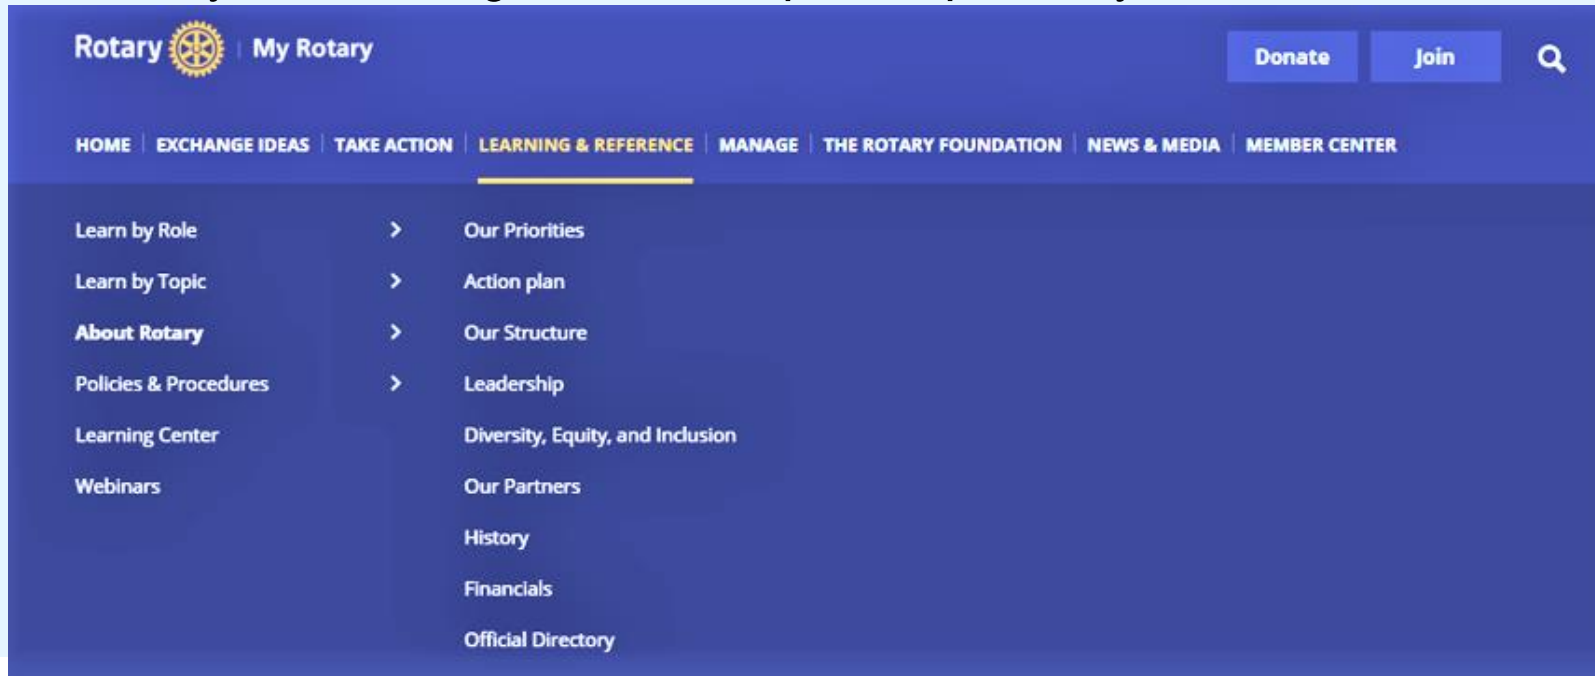 Rotary | My Rotary
Donate Join
HOME | EXCHANGE IDEAS | TAKE ACTION | LEARNING & REFERENCE | MANAGE | THE ROTARY FOUNDATION | NEWS & MEDIA | MEMBER CENTER
Learn by Role > Our Priorities
Learn by Topic > Action plan
About Rotary > Our Structure
Policies & Procedures > Leadership
Learning Center Diversity, Equity, and Inclusion
Webinars Our Partners
History
Financials
Official Directory